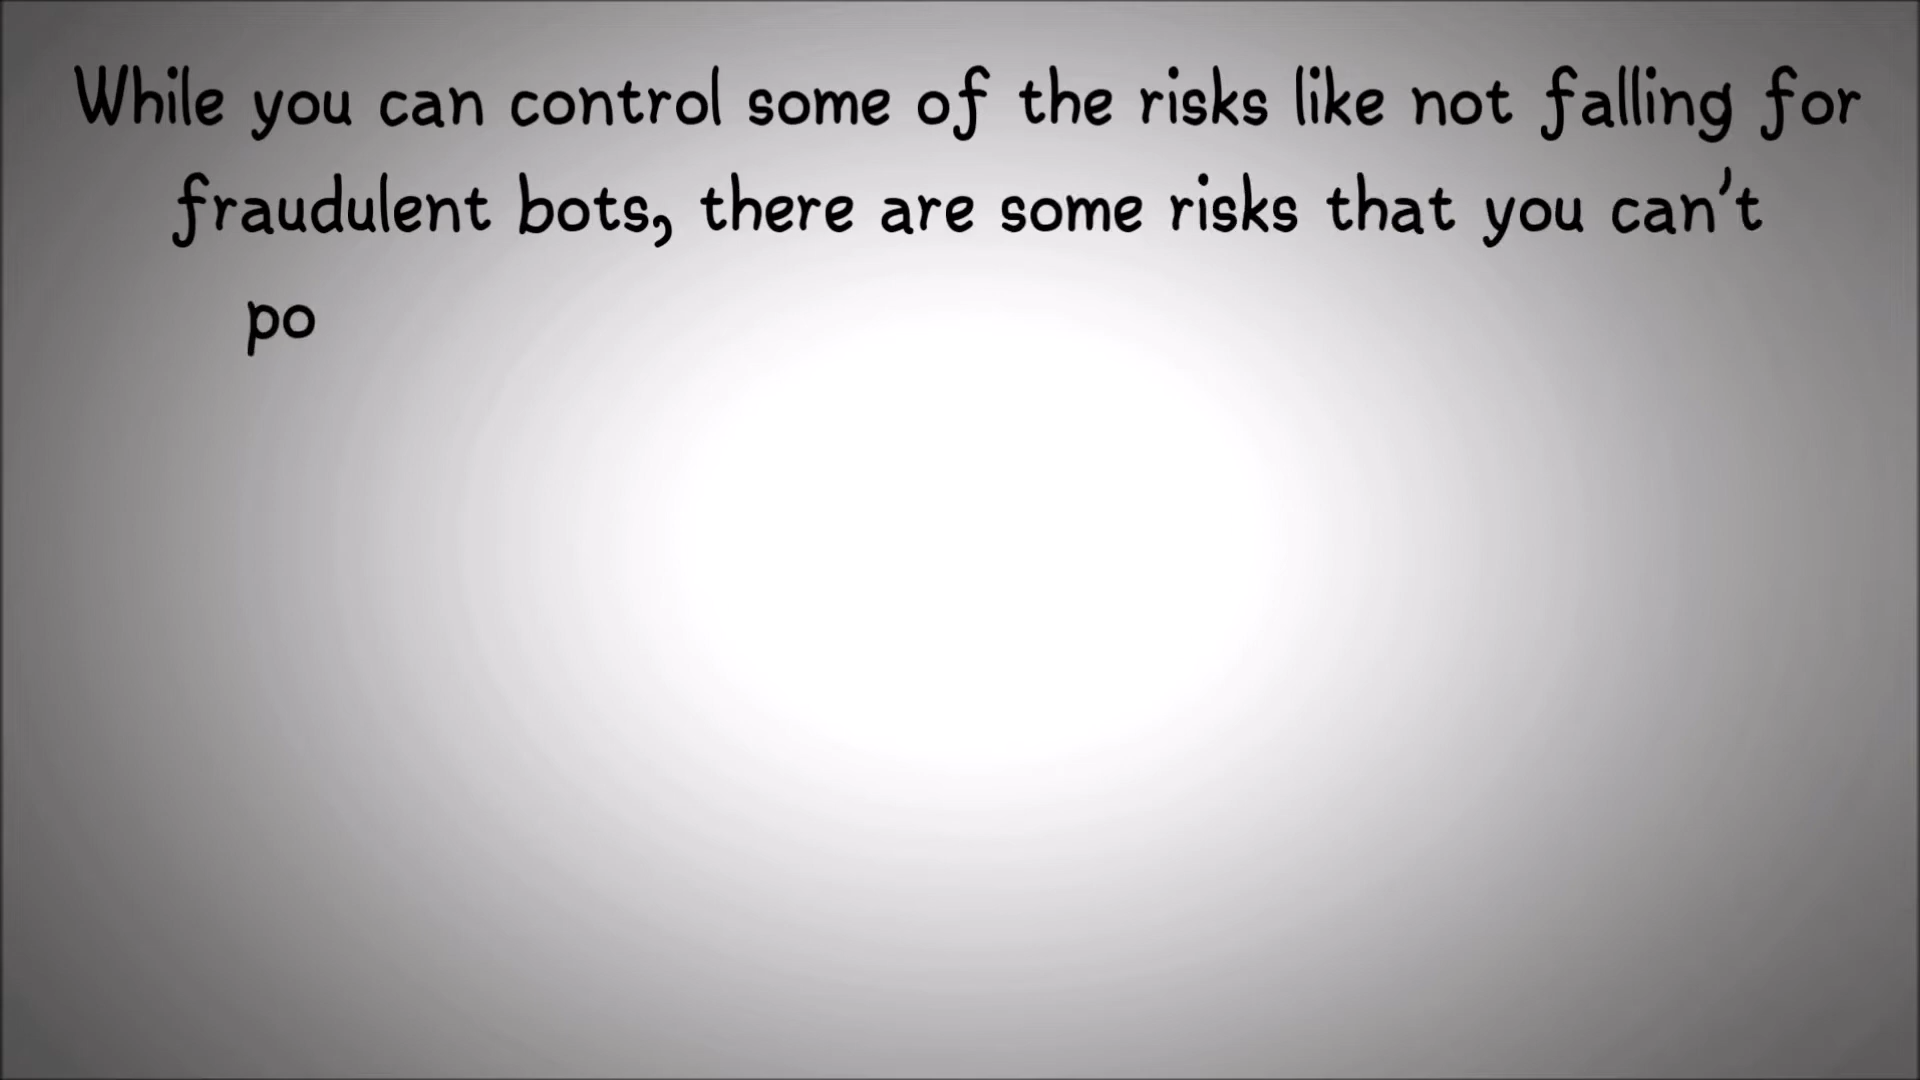 While you can control some of the risks like not falling for
fraudulent bots, there are some risks that you can't
po